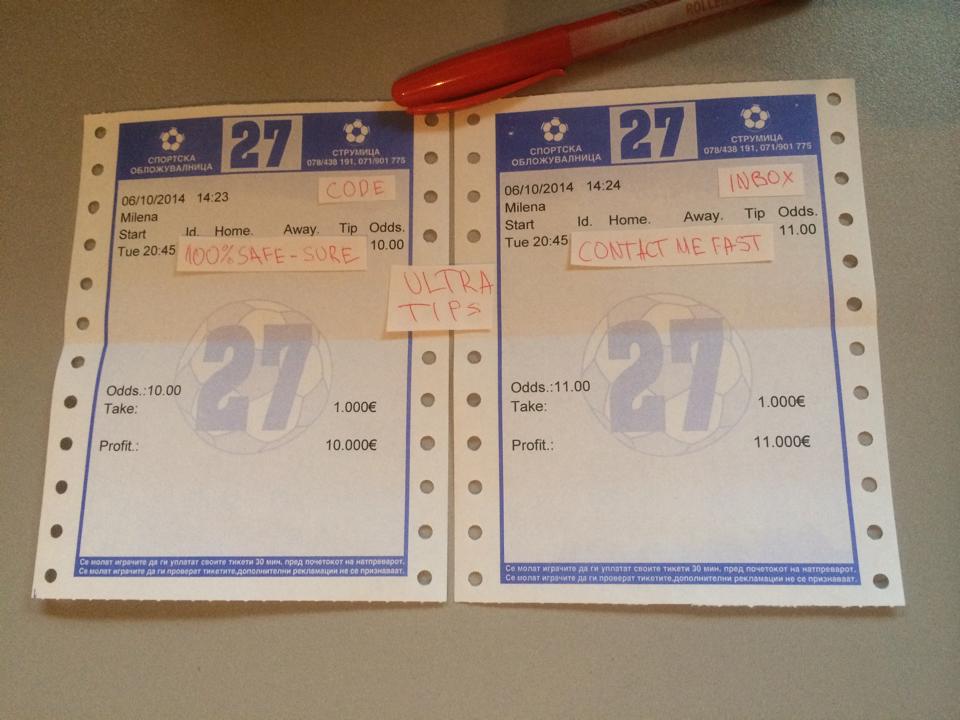 ROLLER
СПОРТСКА
ОБЛОЖУВАЛНИЦА
27
СТРУМИЦА
078/438 191, 071/901 775
06/10/2014 14:23
CODE
Milena
Start Id. Home. Away. Tip Odds.
Tue 20:45 100% SAFE - SURE 10.00
27
Odds.:10.00
Take: 1.000€
Profit.: 10.000€
Се молат играчите да ги уплатат своите тикети 30 мин. пред почетокот на натпреварот.
Се молат играчите да ги проверат тикетите,дополнителни рекламации не се признаваат.
ULTRA
TIPS
СПОРТСКА
ОБЛОЖУВАЛНИЦА
27
СТРУМИЦА
078/438 191, 071/901 775
06/10/2014 14:24
INBOX
Milena
Start Id. Home. Away. Tip Odds.
Tue 20:45 CONTACT ME FAST 11.00
27
Odds.:11.00
Take: 1.000€
Profit.: 11.000€
Се молат играчите да ги уплатат своите тикети 30 мин. пред почетокот на натпреварот.
Се молат играчите да ги проверат тикетите,дополнителни рекламации не се признаваат.